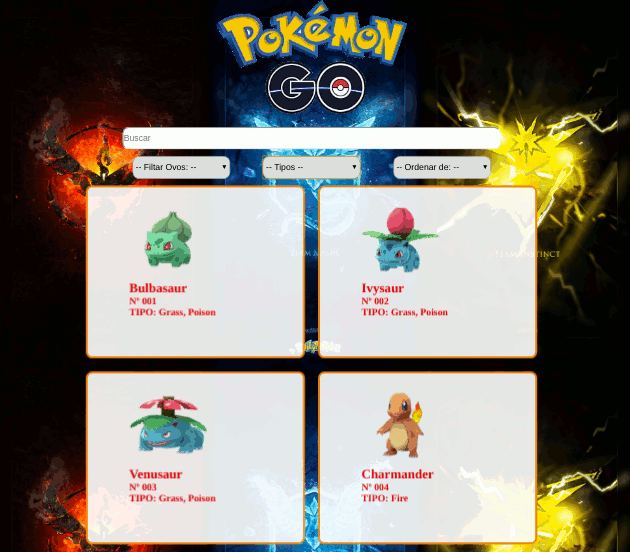 POKÉMON
GO
Buscar
-- Filtar Ovos: --
-- Tipos --
-- Ordenar de: --
Bulbasaur
Nº 001
TIPO: Grass, Poison
Ivysaur
Nº 002
TIPO: Grass, Poison
INSTINCT
Venusaur
Nº 003
TIPO: Grass, Poison
Charmander
Nº 004
TIPO: Fire